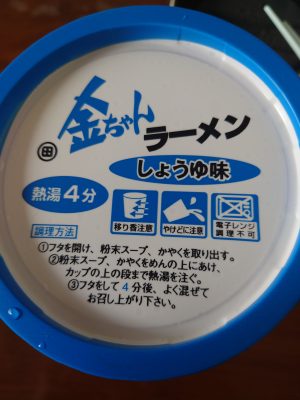 金ちゃん
ラーメン
田
しょうゆ味
熱湯4分
移り香注意
やけどに注意
電子レンジ
調理不可
調理方法
①フタを開け、粉末スープ、かやくを取り出す。
②粉末スープ、かやくをめんの上にあけ、
カップの上の段まで熱湯を注ぐ。
③フタをして4分後、よく混ぜて
お召し上がり下さい。